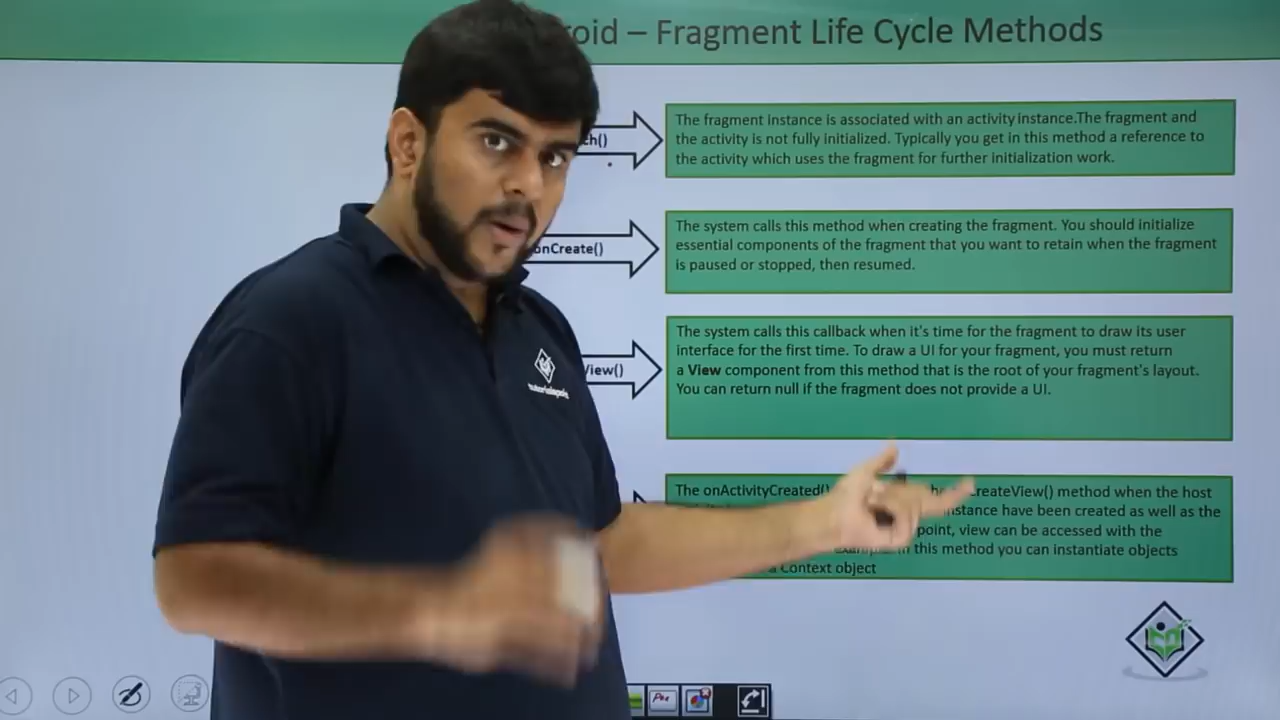 roid – Fragment Life Cycle Methods
ch()
The fragment instance is associated with an activity instance.The fragment and
the activity is not fully initialized. Typically you get in this method a reference to
the activity which uses the fragment for further initialization work.
onCreate()
The system calls this method when creating the fragment. You should initialize
essential components of the fragment that you want to retain when the fragment
is paused or stopped, then resumed.
View()
The system calls this callback when it's time for the fragment to draw its user
interface for the first time. To draw a UI for your fragment, you must return
a View component from this method that is the root of your fragment's layout.
You can return null if the fragment does not provide a UI.
The onActivityCreated() createView() method when the host
instance have been created as well as the
point, view can be accessed with the
example. In this method you can instantiate objects
a Context object